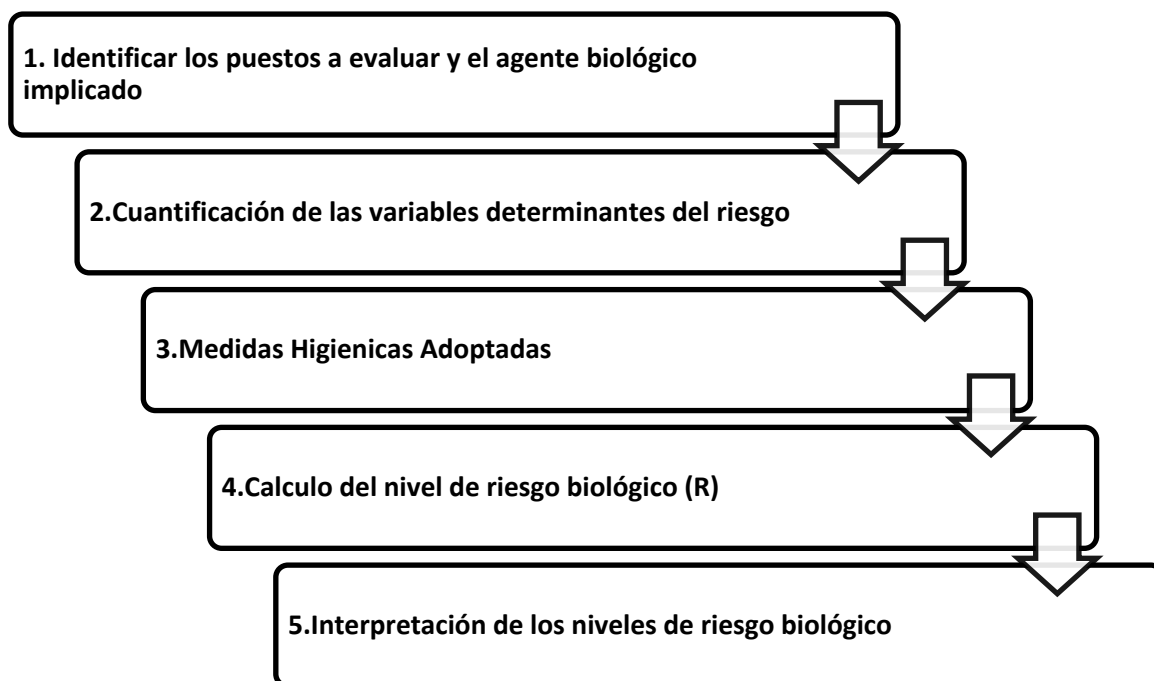 1. Identificar los puestos a evaluar y el agente biológico
implicado
2.Cuantificación de las variables determinantes del riesgo
3.Medidas Higienicas Adoptadas
4.Calculo del nivel de riesgo biológico (R)
5.Interpretación de los niveles de riesgo biológico